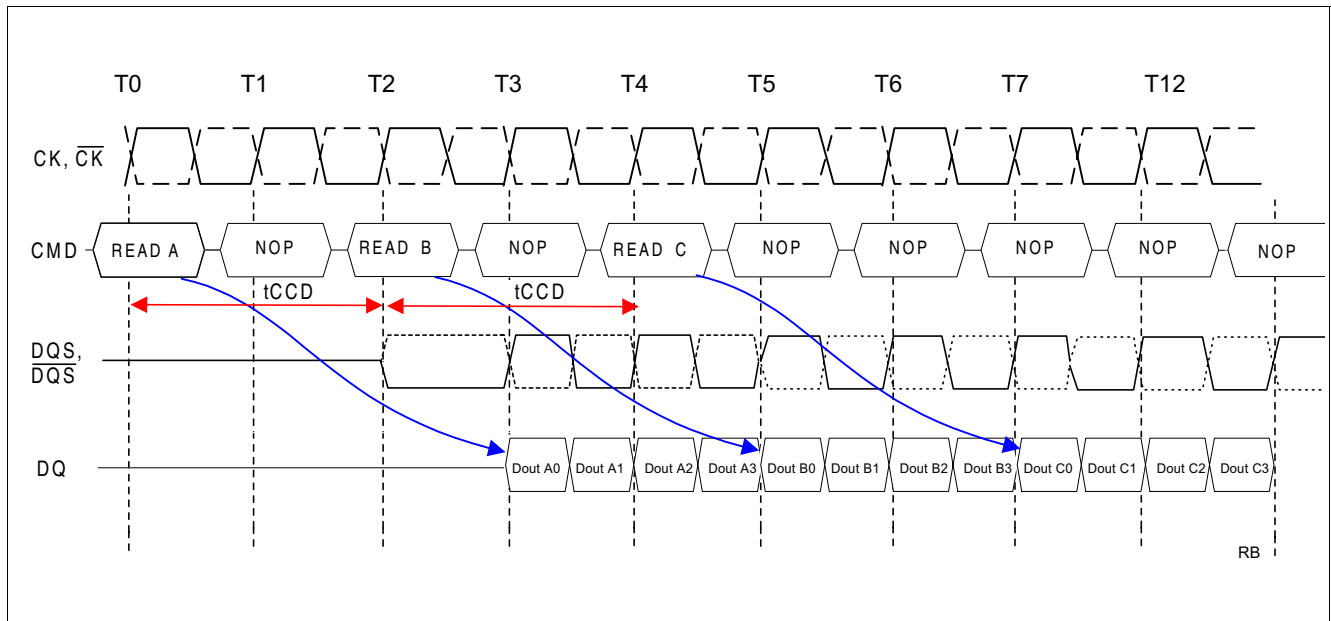 T0 T1 T2 T3 T4 T5 T6 T7 T12
CK, CK
CMD READ A NOP READ B NOP READ C NOP NOP NOP NOP NOP
tCCD tCCD
DQS,
DQS
DQ Dout A0 Dout A1 Dout A2 Dout A3 Dout B0 Dout B1 Dout B2 Dout B3 Dout C0 Dout C1 Dout C2 Dout C3
RB